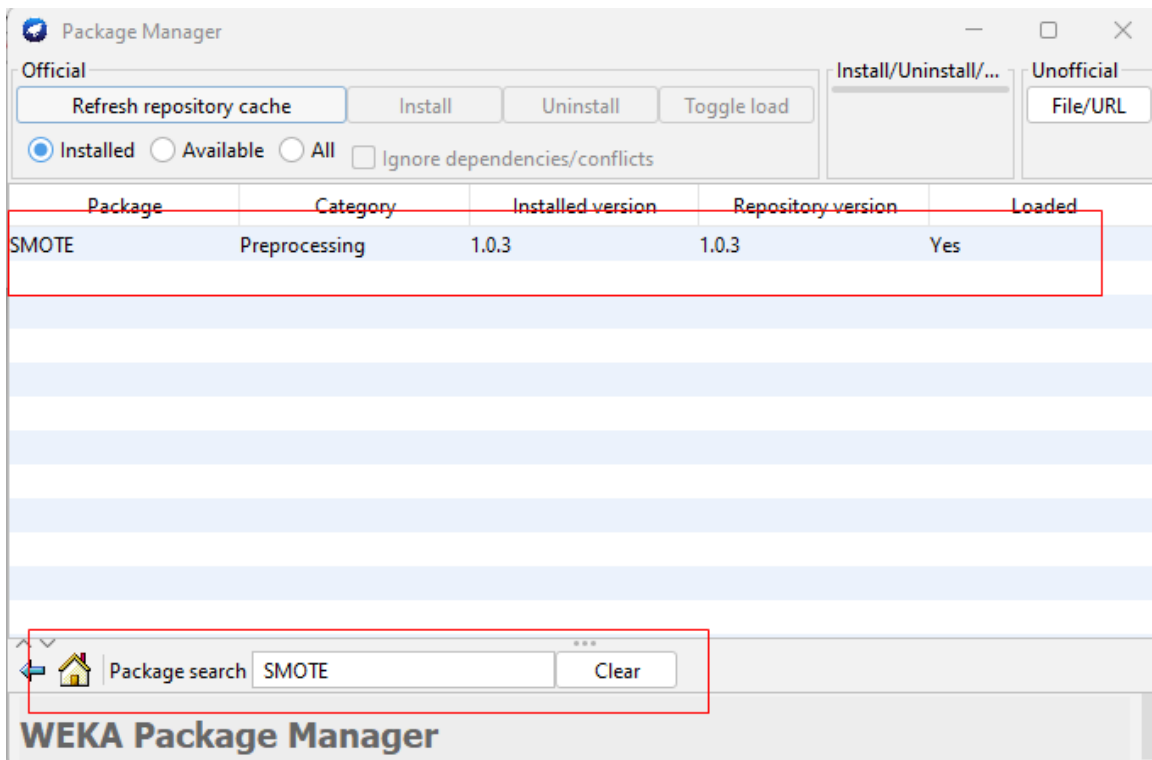 Package Manager
Official Install/Uninstall/... Unofficial
Refresh repository cache Install Uninstall Toggle load File/URL
Installed Available All Ignore dependencies/conflicts
Package Category Installed version Repository version Loaded
SMOTE Preprocessing 1.0.3 1.0.3 Yes
Package search SMOTE Clear
WEKA Package Manager